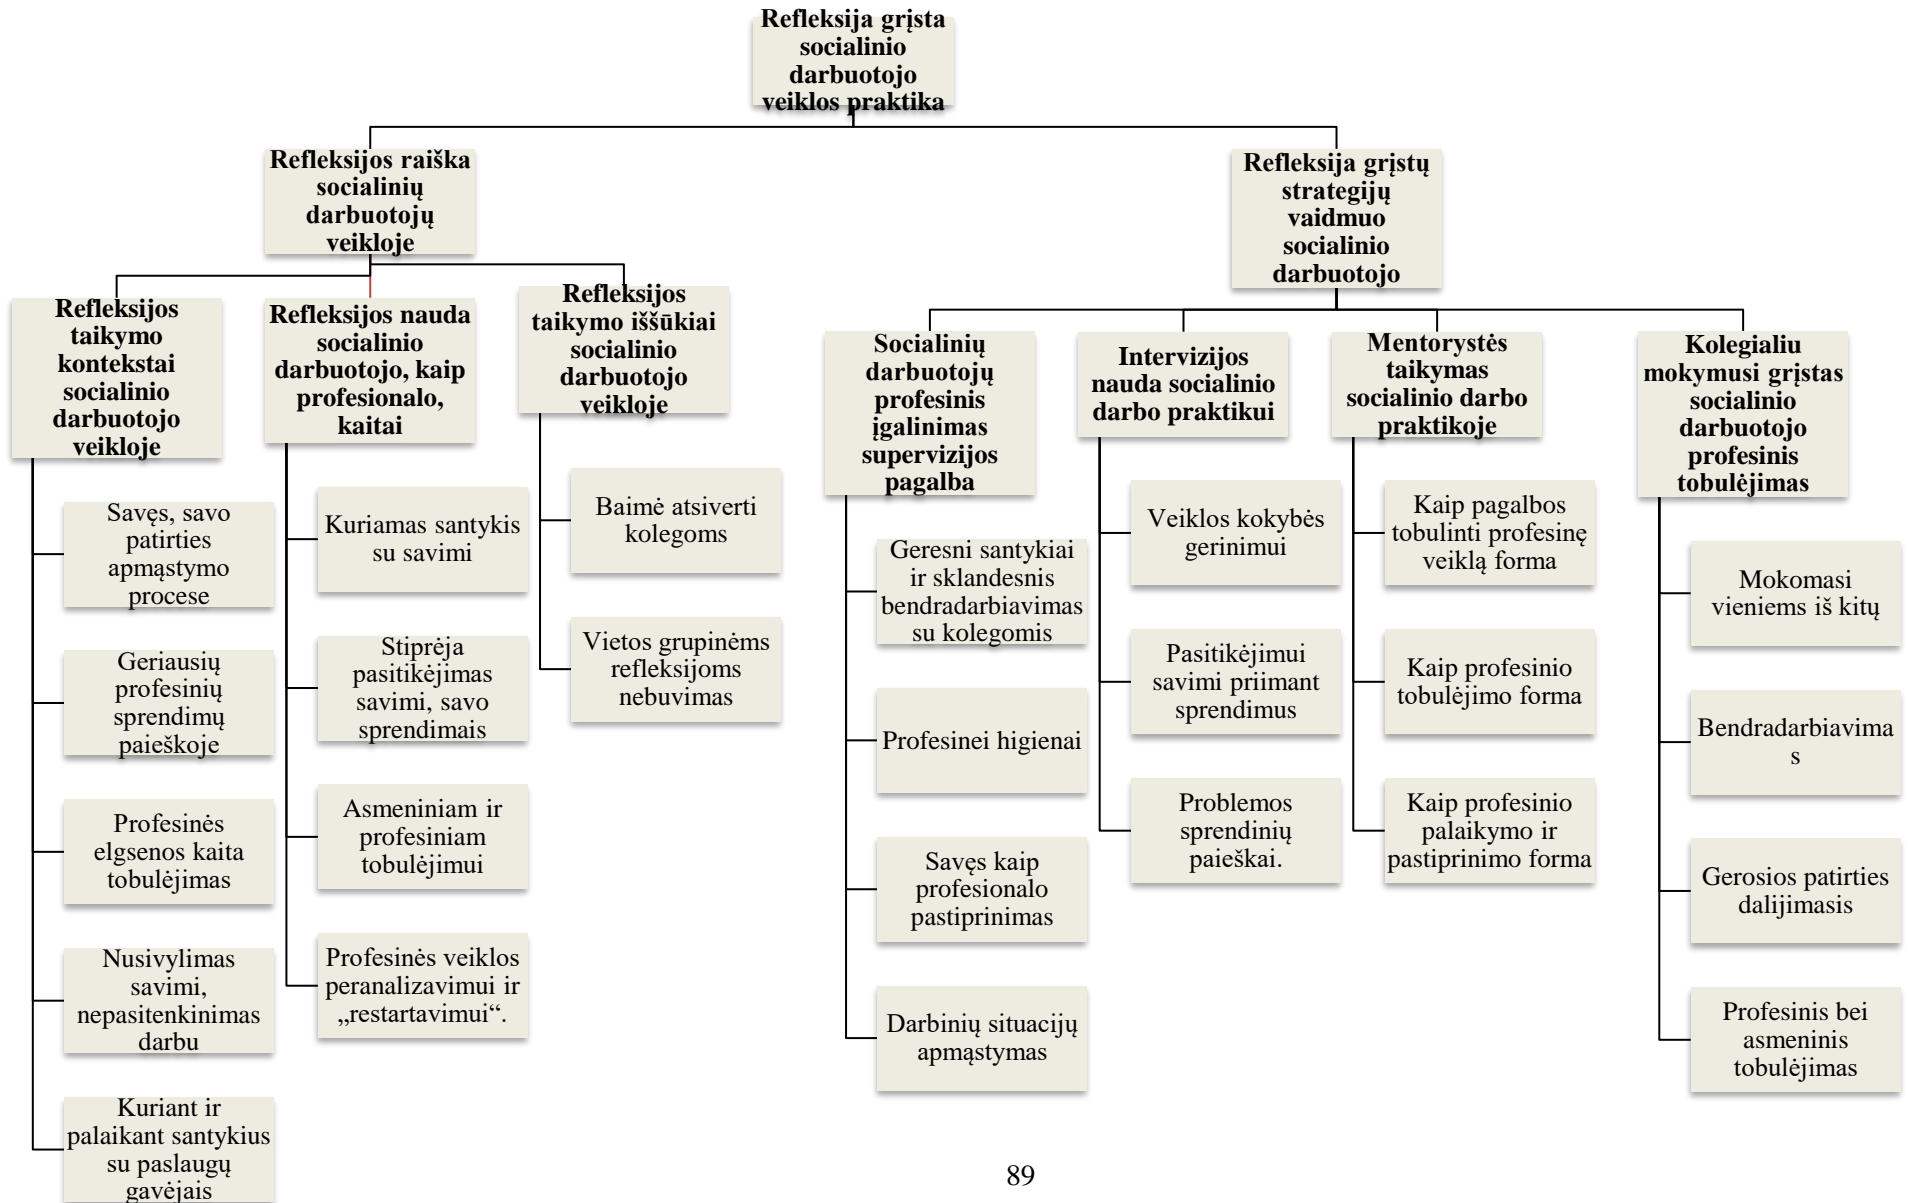 Refleksija grįsta
socialinio
darbuotojo
veiklos praktika
Refleksijos raiška
socialinių
darbuotojų
veikloje
Refleksijos
taikymo
kontekstai
socialinio
darbuotojo
veikloje
Savęs, savo
patirties
apmąstymo
procese
Geriausių
profesinių
sprendimų
paieškoje
Profesinės
elgsenos kaita
tobulėjimas
Nusivylimas
savimi,
nepasitenkinimas
darbu
Kuriant ir
palaikant santykius
su paslaugų
gavėjais
Refleksijos nauda
socialinio
darbuotojo, kaip
profesionalo,
kaitai
Kuriamas santykis
su savimi
Stiprėja
pasitikėjimas
savimi, savo
sprendimais
Asmeniniam ir
profesiniam
tobulėjimui
Profesinės veiklos
peranalizavimui ir
„restartavimui“.
Refleksijos
taikymo iššūkiai
socialinio
darbuotojo
veikloje
Baimė atsiverti
kolegoms
Vietos grupinėms
refleksijoms
nebuvimas
Refleksija grįstų
strategijų
vaidmuo
socialinio
darbuotojo
Socialinių
darbuotojų
profesinis
įgalinimas
supervizijos
pagalba
Geresni santykiai
ir sklandesnis
bendradarbiavimas
su kolegomis
Profesinei higienai
Savęs kaip
profesionalo
pastiprinimas
Darbinių situacijų
apmąstymas
Intervizijos
nauda socialinio
darbo praktikui
Veiklos kokybės
gerinimui
Pasitikėjimui
savimi priimant
sprendimus
Problemos
sprendinių
paieškai.
Mentorystės
taikymas
socialinio darbo
praktikoje
Kaip pagalbos
tobulinti profesinę
veiklą forma
Kaip profesinio
tobulėjimo forma
Kaip profesinio
palaikymo ir
pastiprinimo forma
Kolegialiu
mokymusi grįstas
socialinio
darbuotojo
profesinis
tobulėjimas
Mokomasi
vieniems iš kitų
Bendradarbiavima
s
Gerosios patirties
dalijimasis
Profesinis bei
asmeninis
tobulėjimas
89